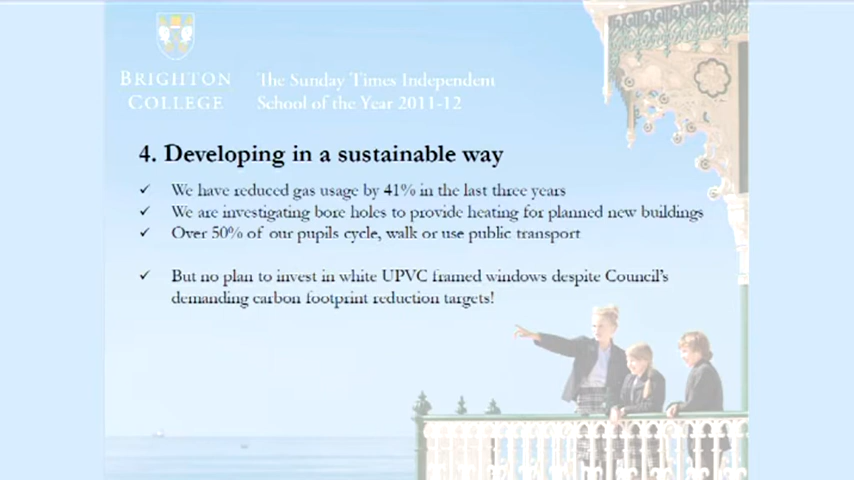 BRIGHTON
COLLEGE
The Sunday Times Independent
School of the Year 2011-12
4. Developing in a sustainable way
✓ We have reduced gas usage by 41% in the last three years
✓ We are investigating bore holes to provide heating for planned new buildings
✓ Over 50% of our pupils cycle, walk or use public transport
✓ But no plan to invest in white UPVC framed windows despite Council's
demanding carbon footprint reduction targets!